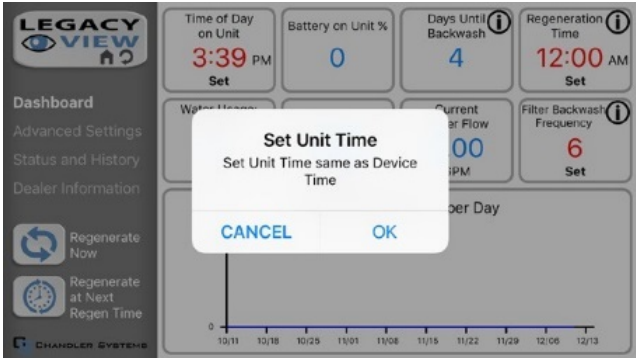 LEGACY
VIEW
Dashboard
Advanced Settings
Status and History
Dealer Information
Regenerate
Now
Regenerate
at Next
Regen Time
CHANDLER SYSTEMS
Time of Day
on Unit
3:39 PM
Set
Battery on Unit %
0
Days Until
Backwash
4
Regeneration
Time
12:00 AM
Set
Water Usage:
Current
Flow
Filter Backwash
Frequency
6
Set
Set Unit Time
Set Unit Time same as Device
Time
CANCEL
OK
per Day
0
10/11 10/18 10/25 11/01 11/08 11/15 11/22 11/29 12/06 12/13